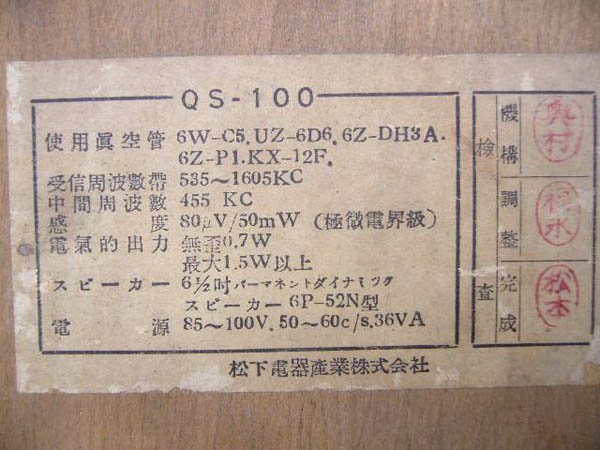 QS-100
使用眞空管 6W-C5. UZ-6D6. 6Z-DH3A.
6Z-P1. KX-12F.
受信周波數帶 535～1605KC
中間周波數 455 KC
感度 80μV/50mW (極微電界級)
電氣的出力 無歪0.7W
最大1.5W以上
スピーカー 6½吋パーマネントダイナミック
スピーカー 6P-52N型
電源 85～100V. 50～60c/s. 36VA
松下電器産業株式会社
検査
機構 奥村
調整
完成 松本